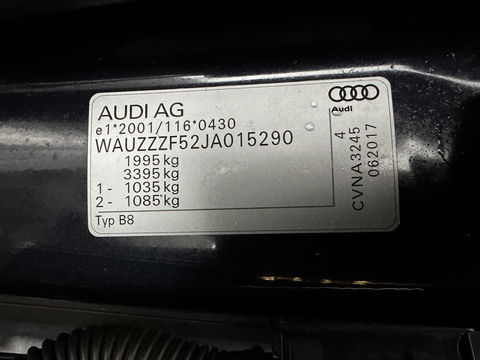 AUDI AG
e1*2001/116*0430
WAUZZZF52JA015290
1995 kg
3395 kg
1- 1035 kg
2- 1085 kg
Typ B8
Audi
4
CVNA3245
062017